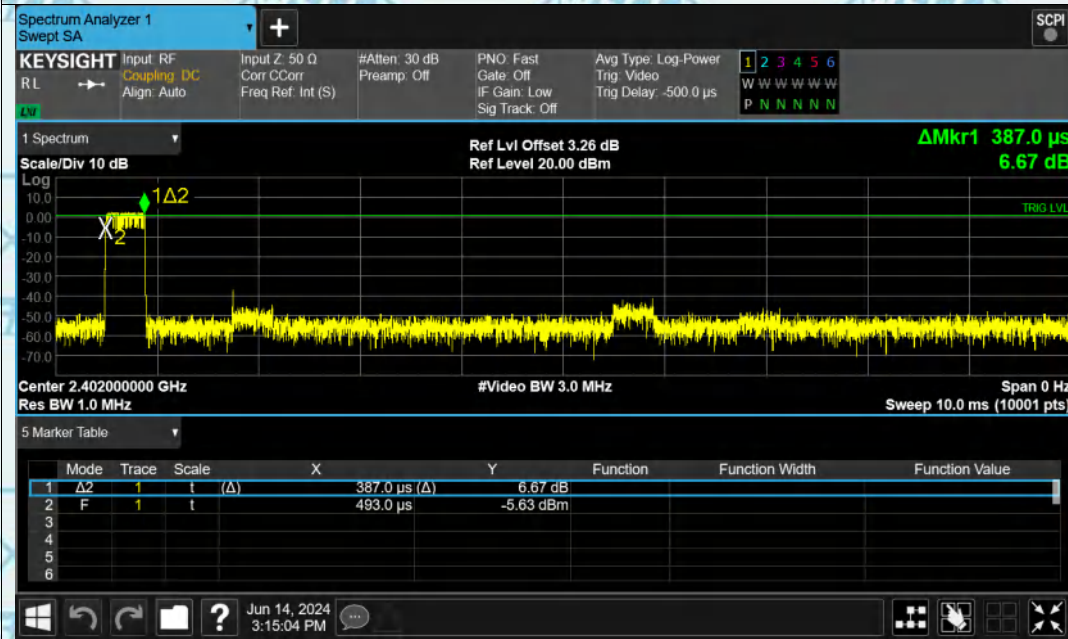 Spectrum Analyzer 1
Swept SA
+
SCPI
KEYSIGHT
RL
LXI
Input: RF
Coupling: DC
Align: Auto
Input Z: 50 Ω
Corr CCorr
Freq Ref: Int (S)
#Atten: 30 dB
Preamp: Off
PNO: Fast
Gate: Off
IF Gain: Low
Sig Track: Off
Avg Type: Log-Power
Trig: Video
Trig Delay: -500.0 µs
1 2 3 4 5 6
W W W W W W
P N N N N N
1 Spectrum
Scale/Div 10 dB
Ref Lvl Offset 3.26 dB
Ref Level 20.00 dBm
ΔMkr1 387.0 µs
6.67 dB
Log
10.0
0.00
-10.0
-20.0
-30.0
-40.0
-50.0
-60.0
-70.0
1Δ2
X2
TRIG LVL
Center 2.402000000 GHz
#Video BW 3.0 MHz
Span 0 Hz
Res BW 1.0 MHz
Sweep 10.0 ms (10001 pts)
5 Marker Table
Mode Trace Scale X Y Function Function Width Function Value
1 Δ2 1 t (Δ) 387.0 µs (Δ) 6.67 dB
2 F 1 t 493.0 µs -5.63 dBm
3
4
5
6
?
Jun 14, 2024
3:15:04 PM